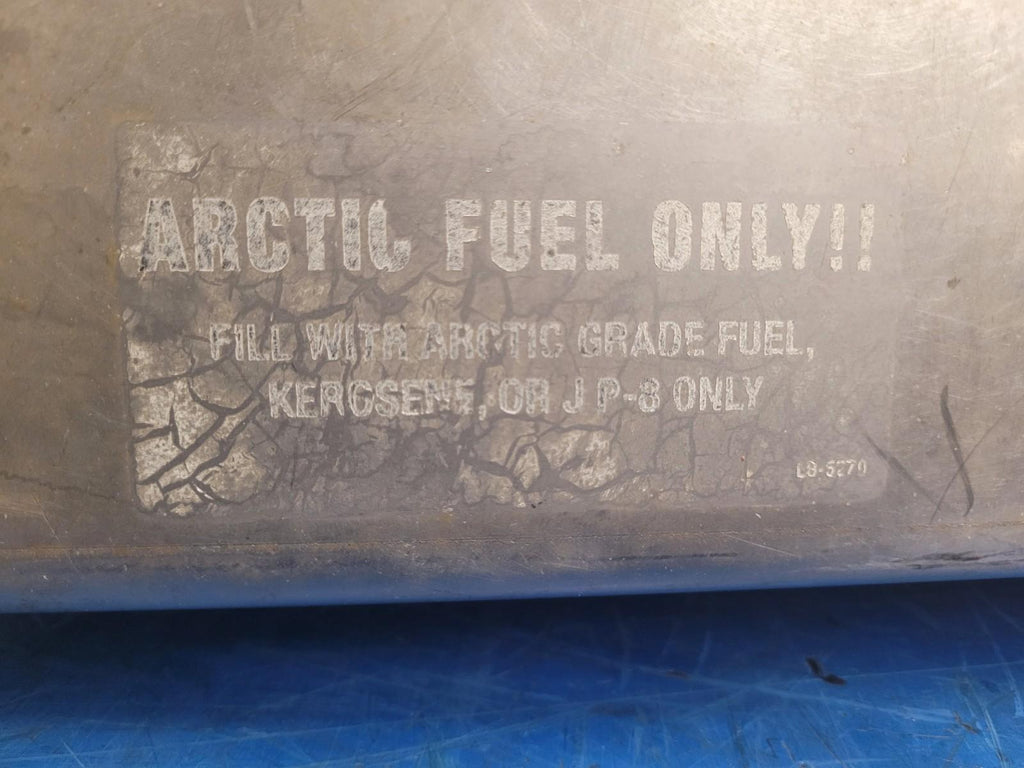 ARCTIC FUEL ONLY!!
FILL WITH ARCTIC GRADE FUEL,
KEROSENE, OR J P-8 ONLY
LB-5270